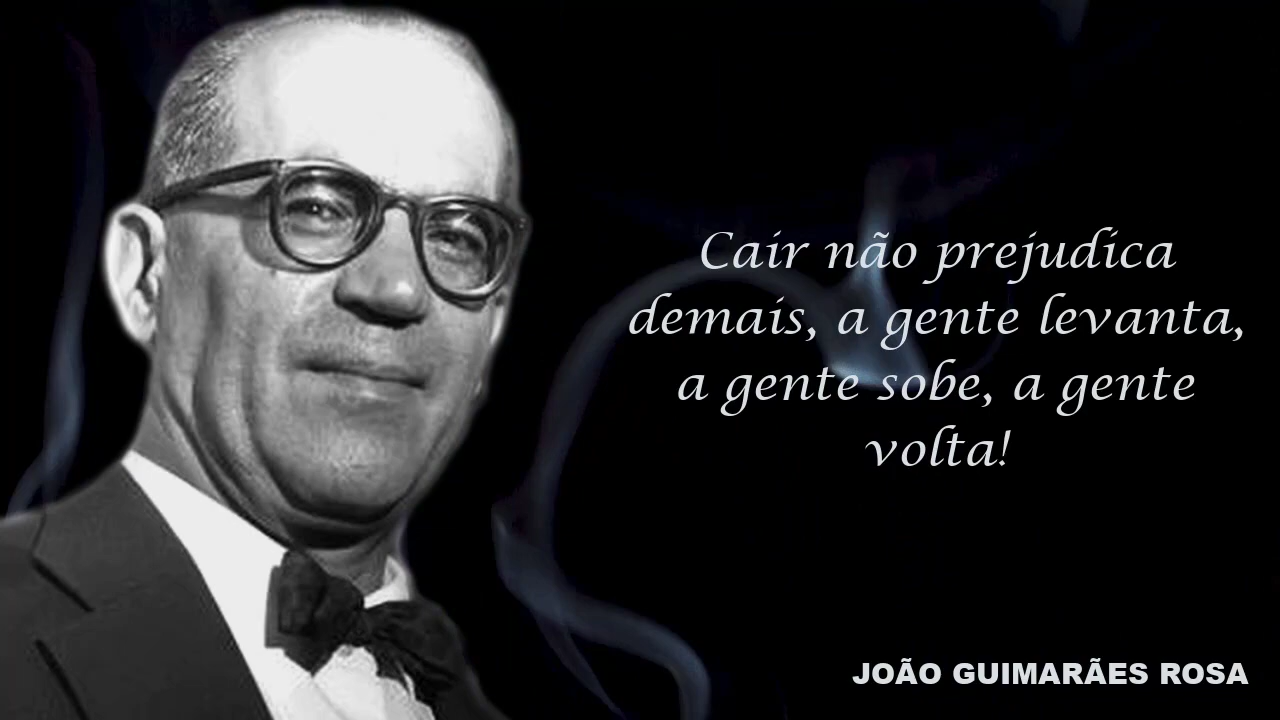 Cair não prejudica
demais, a gente levanta,
a gente sobe, a gente
volta!
JOÃO GUIMARÃES ROSA